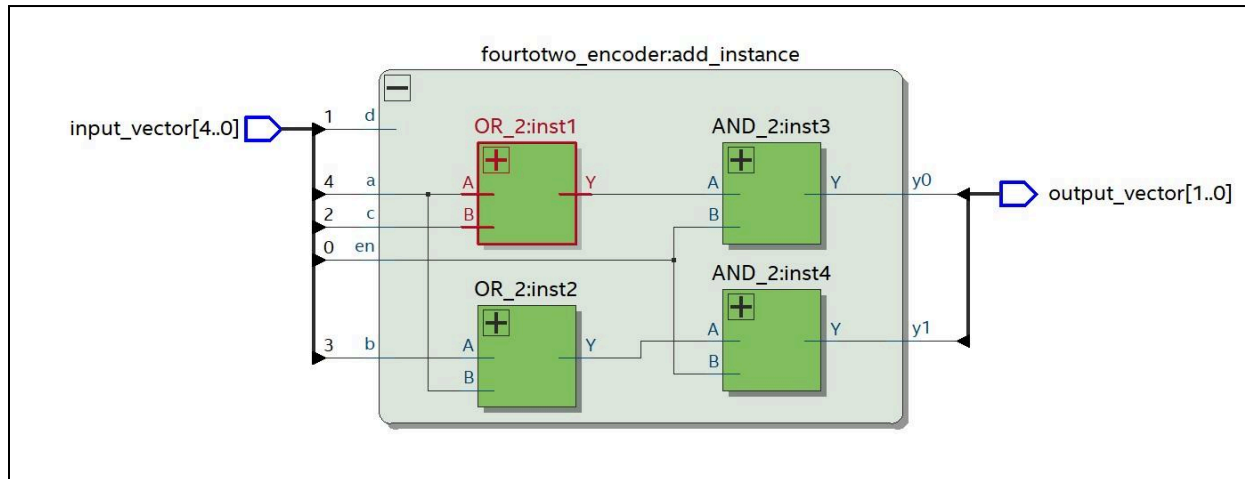 fourtotwo_encoder:add_instance
input_vector[4..0]
1 d
OR_2:inst1
AND_2:inst3
4 a A Y A Y y0
output_vector[1..0]
2 c B B
0 en
OR_2:inst2
AND_2:inst4
A Y y1
3 b A Y
B
B